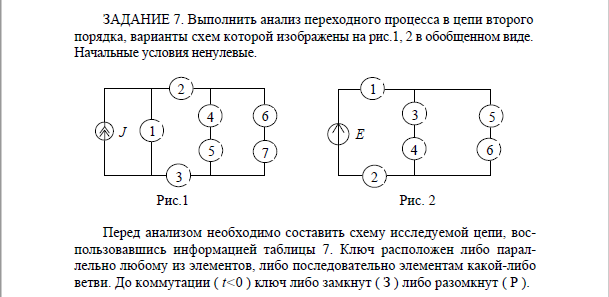 ЗАДАНИЕ 7. Выполнить анализ переходного процесса в цепи второго
порядка, варианты схем которой изображены на рис.1, 2 в обобщенном виде.
Начальные условия ненулевые.
2
4
6
J
1
5
7
3
Рис.1
1
3
5
E
4
6
2
Рис. 2
Перед анализом необходимо составить схему исследуемой цепи, вос-
пользовавшись информацией таблицы 7. Ключ расположен либо парал-
лельно любому из элементов, либо последовательно элементам какой-либо
ветви. До коммутации ( t<0 ) ключ либо замкнут ( З ) либо разомкнут ( Р ).